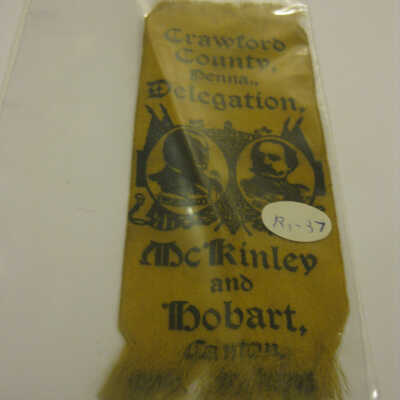 Crawford
County,
Penna.,
Delegation,
R1-37
McKinley
and
Hobart,
Canton,